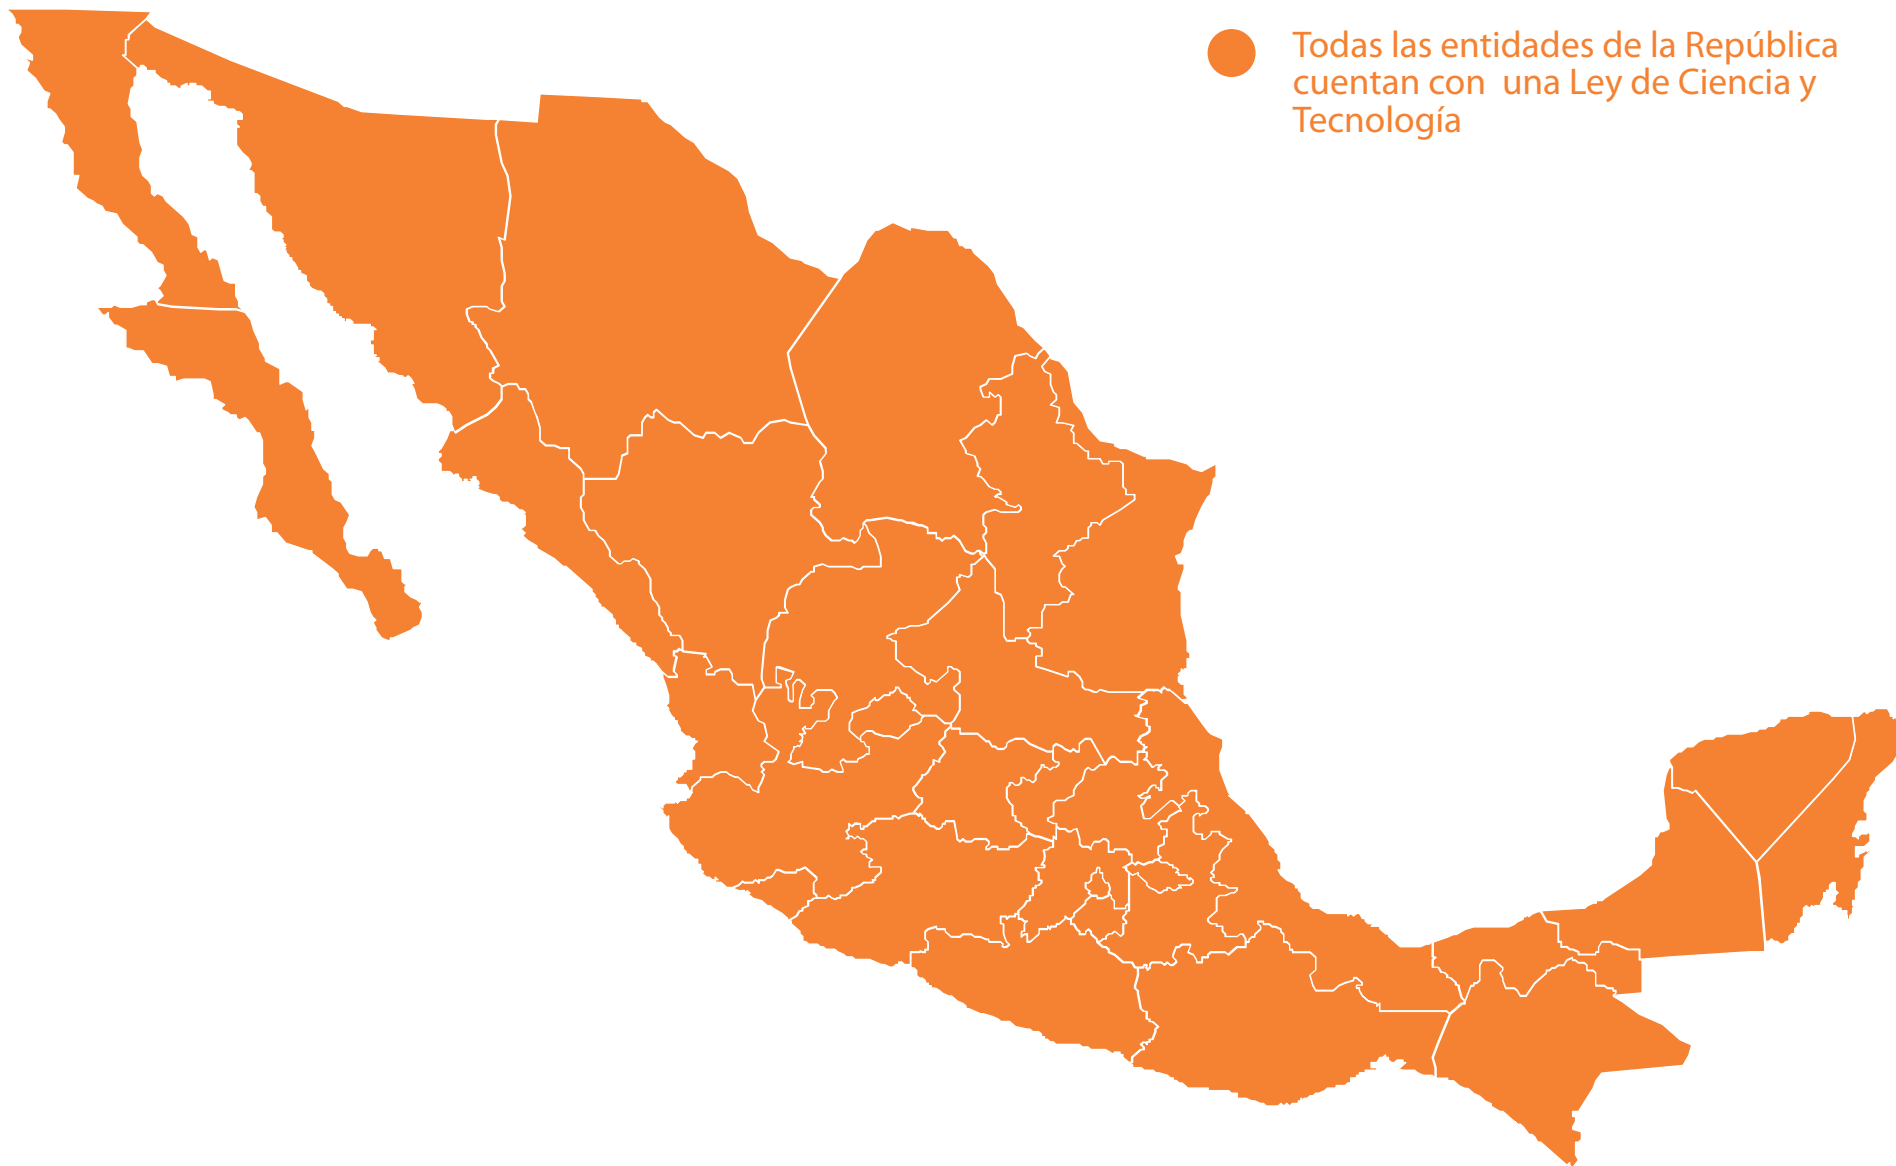 Todas las entidades de la República
cuentan con una Ley de Ciencia y
Tecnología